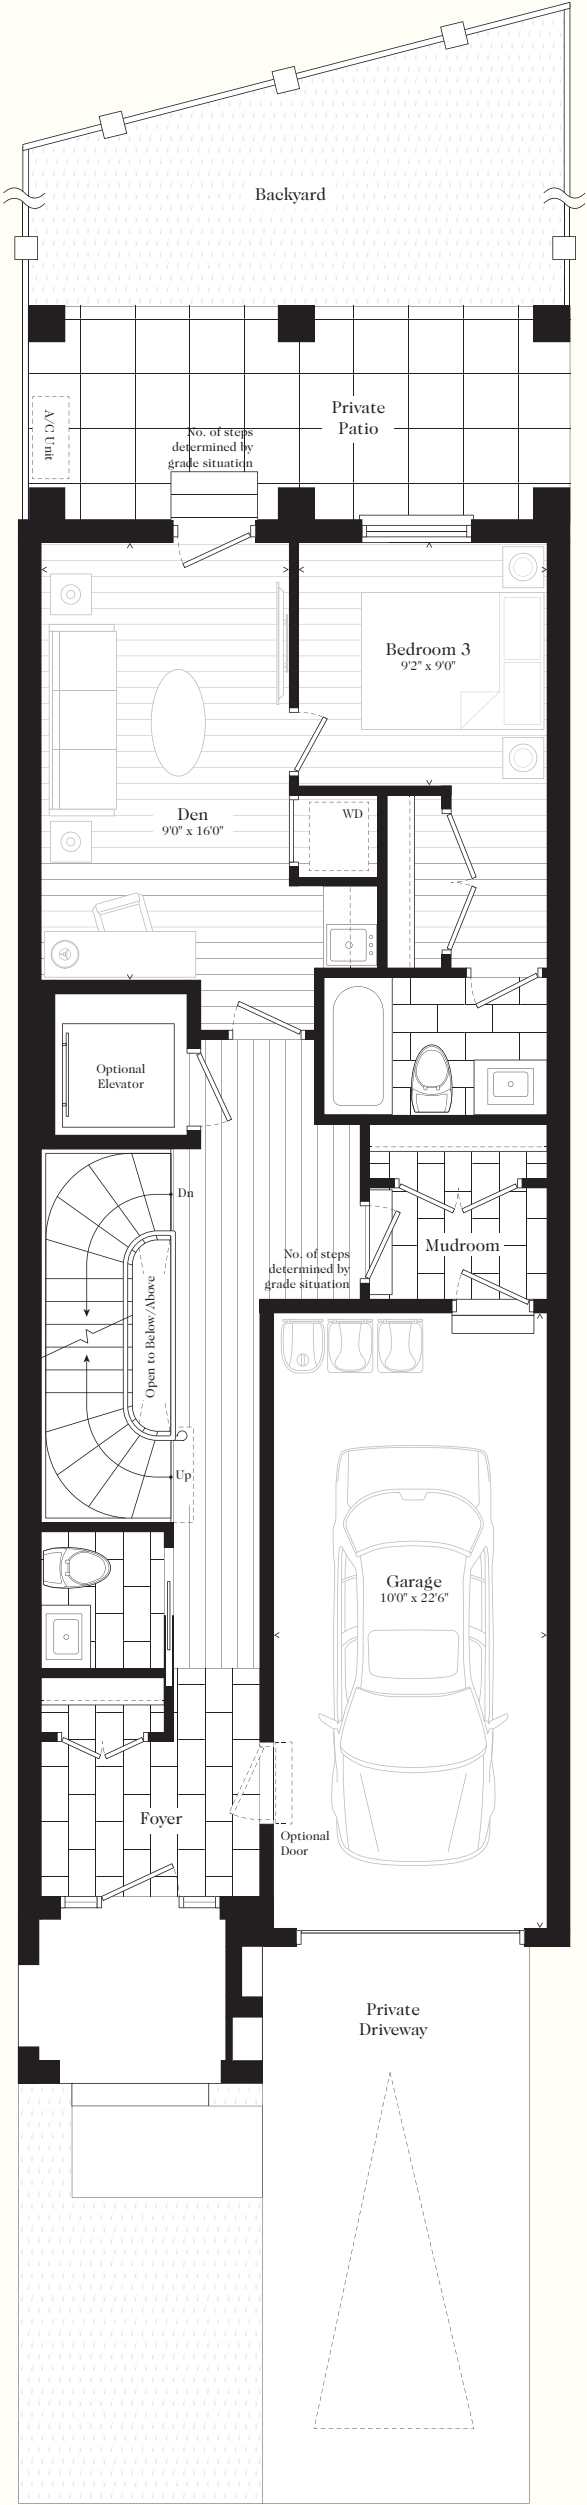 Backyard
Private
Patio
A/C Unit
No. of steps
determined by
grade situation
Bedroom 3
9'2" x 9'0"
WD
Den
9'0" x 16'0"
Optional
Elevator
Dn
Mudroom
No. of steps
determined by
grade situation
Open to Below/Above
Up
Garage
10'0" x 22'6"
Foyer
Optional
Door
Private
Driveway